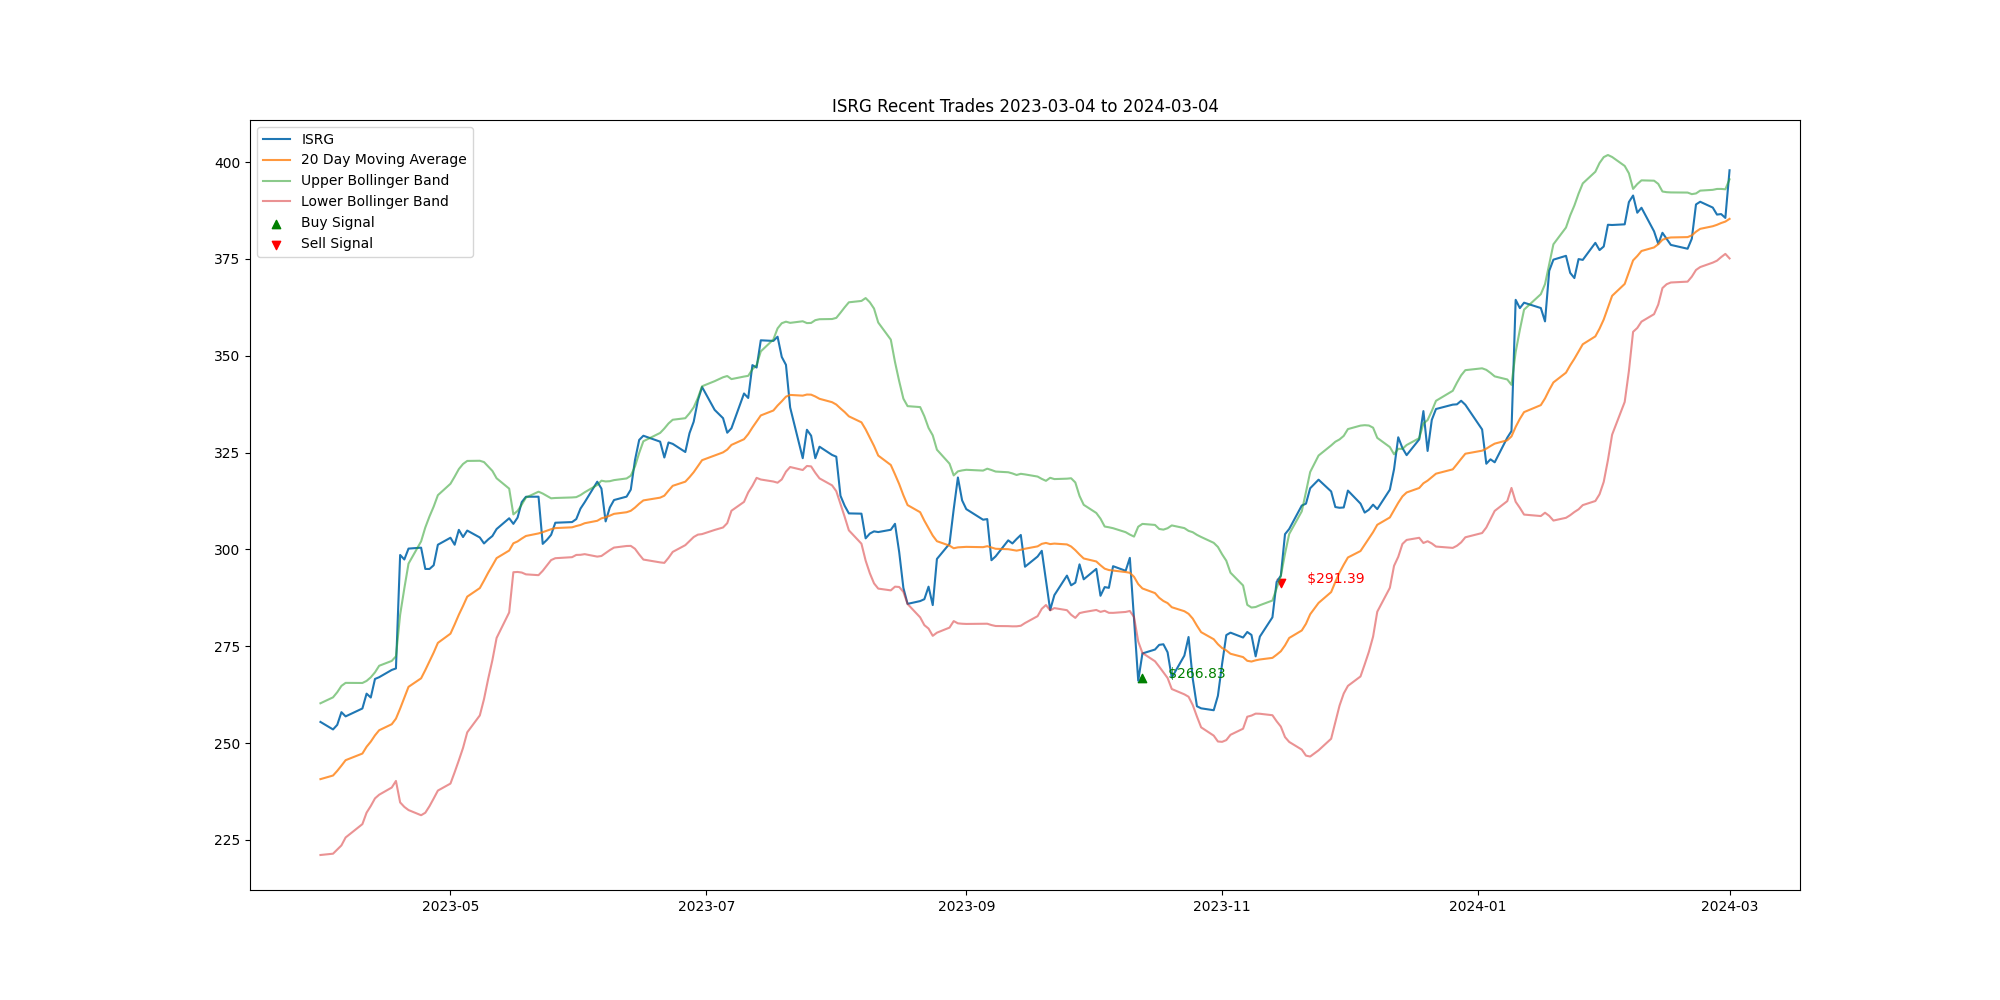 ISRG Recent Trades 2023-03-04 to 2024-03-04
ISRG
20 Day Moving Average
Upper Bollinger Band
Lower Bollinger Band
Buy Signal
Sell Signal
400
375
350
325
300
275
250
225
$291.39
$266.83
2023-05
2023-07
2023-09
2023-11
2024-01
2024-03